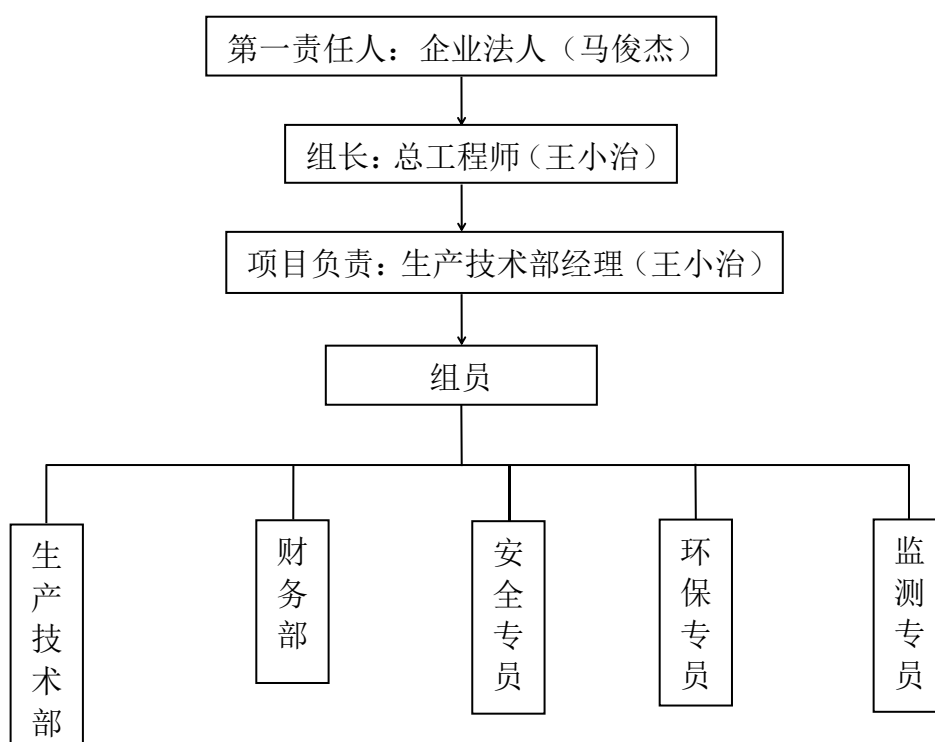 第一责任人：企业法人（马俊杰）
组长：总工程师（王小治）
项目负责：生产技术部经理（王小治）
组员
生产技术部
财务部
安全专员
环保专员
监测专员